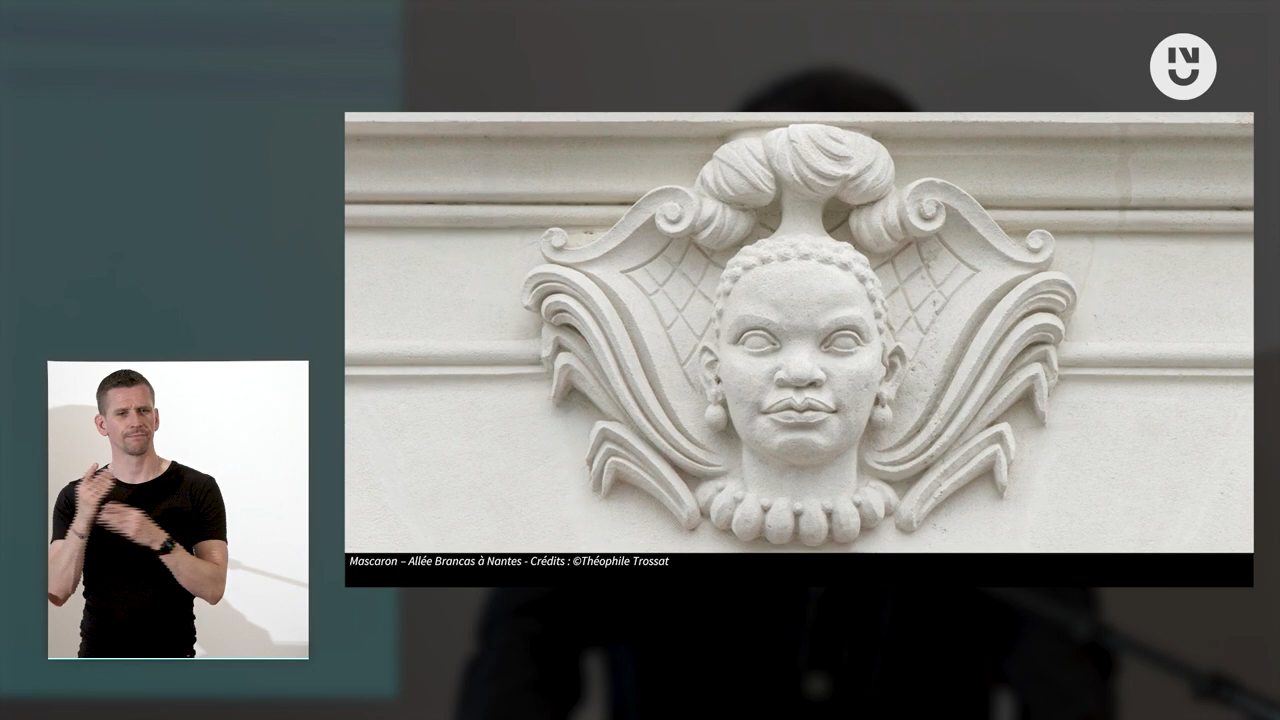 Mascaron – Allée Brancas à Nantes - Crédits : ©Théophile Trossat